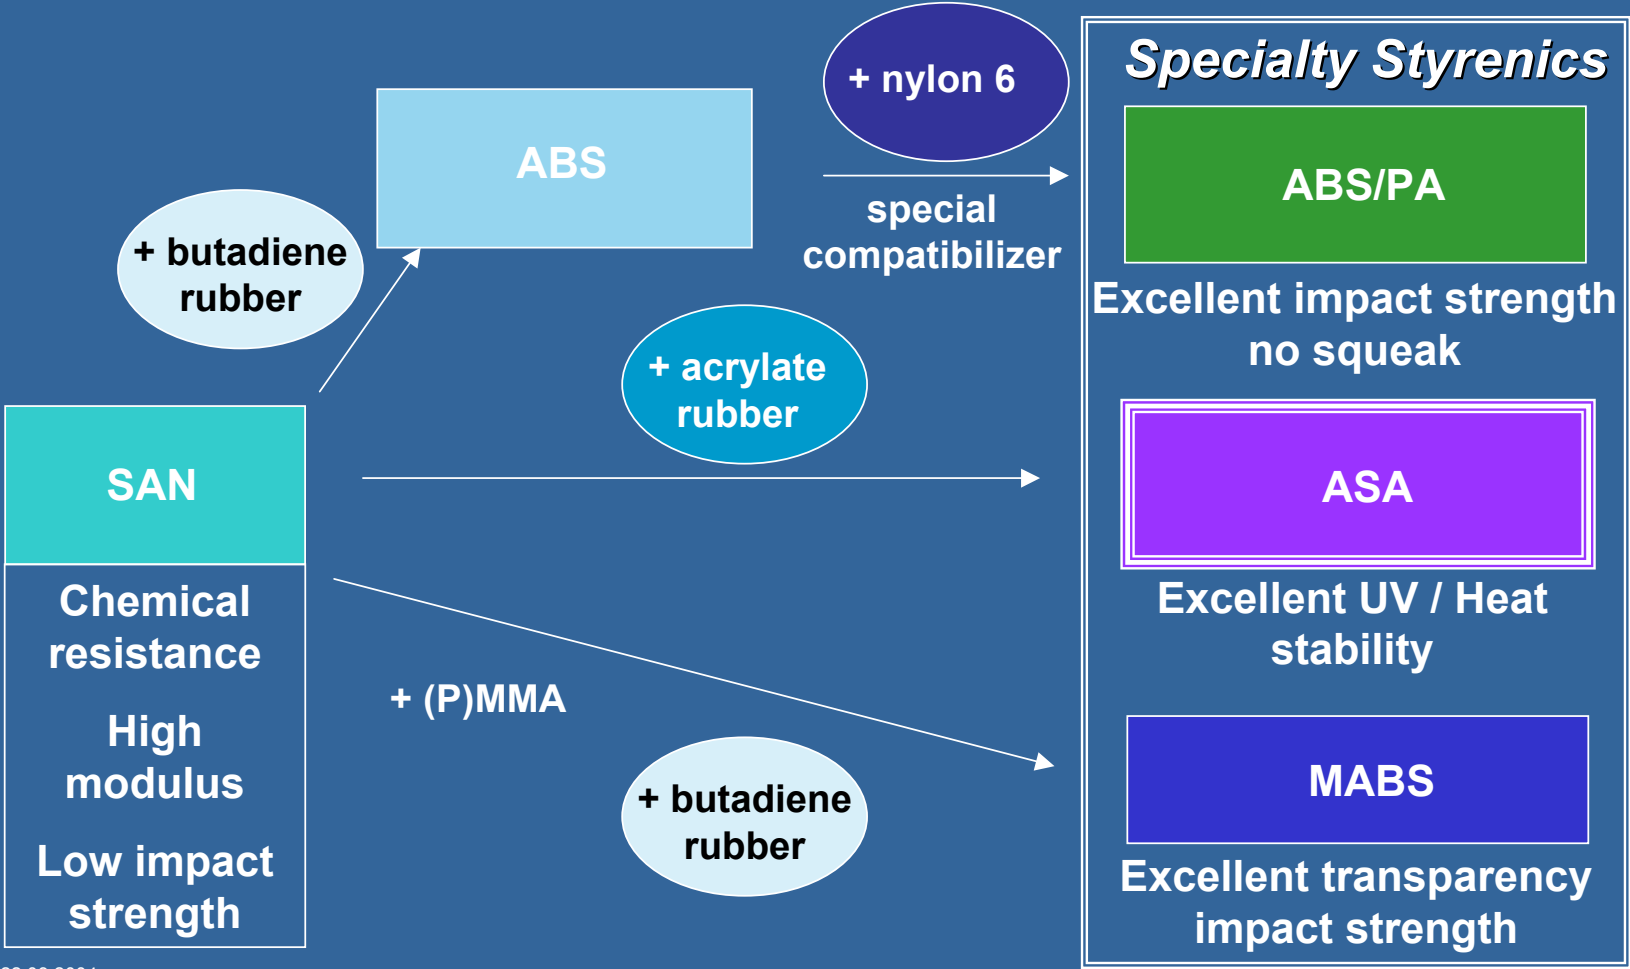 Specialty Styrenics
+ nylon 6
ABS
ABS/PA
special
compatibilizer
+ butadiene
rubber
Excellent impact strength
no squeak
+ acrylate
rubber
SAN
ASA
Chemical
resistance
High
modulus
Low impact
strength
Excellent UV / Heat
stability
+ (P)MMA
+ butadiene
rubber
MABS
Excellent transparency
impact strength